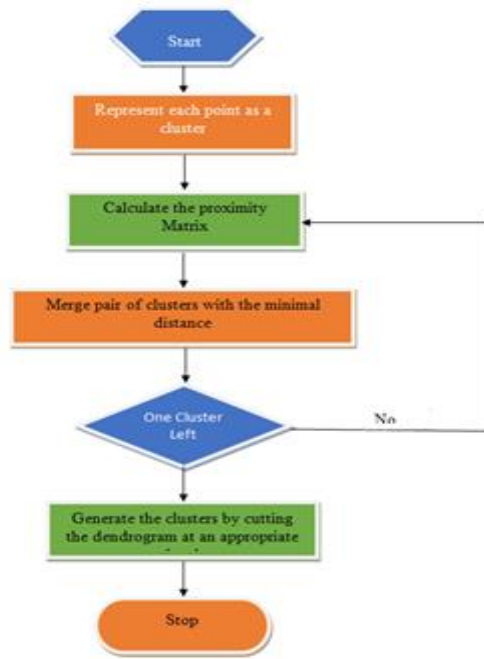 Start
Represent each point as a
cluster
Calculate the proximity
Matrix
Merge pair of clusters with the minimal
distance
One Cluster
Left
No
Generate the clusters by cutting
the dendrogram at an appropriate
Stop